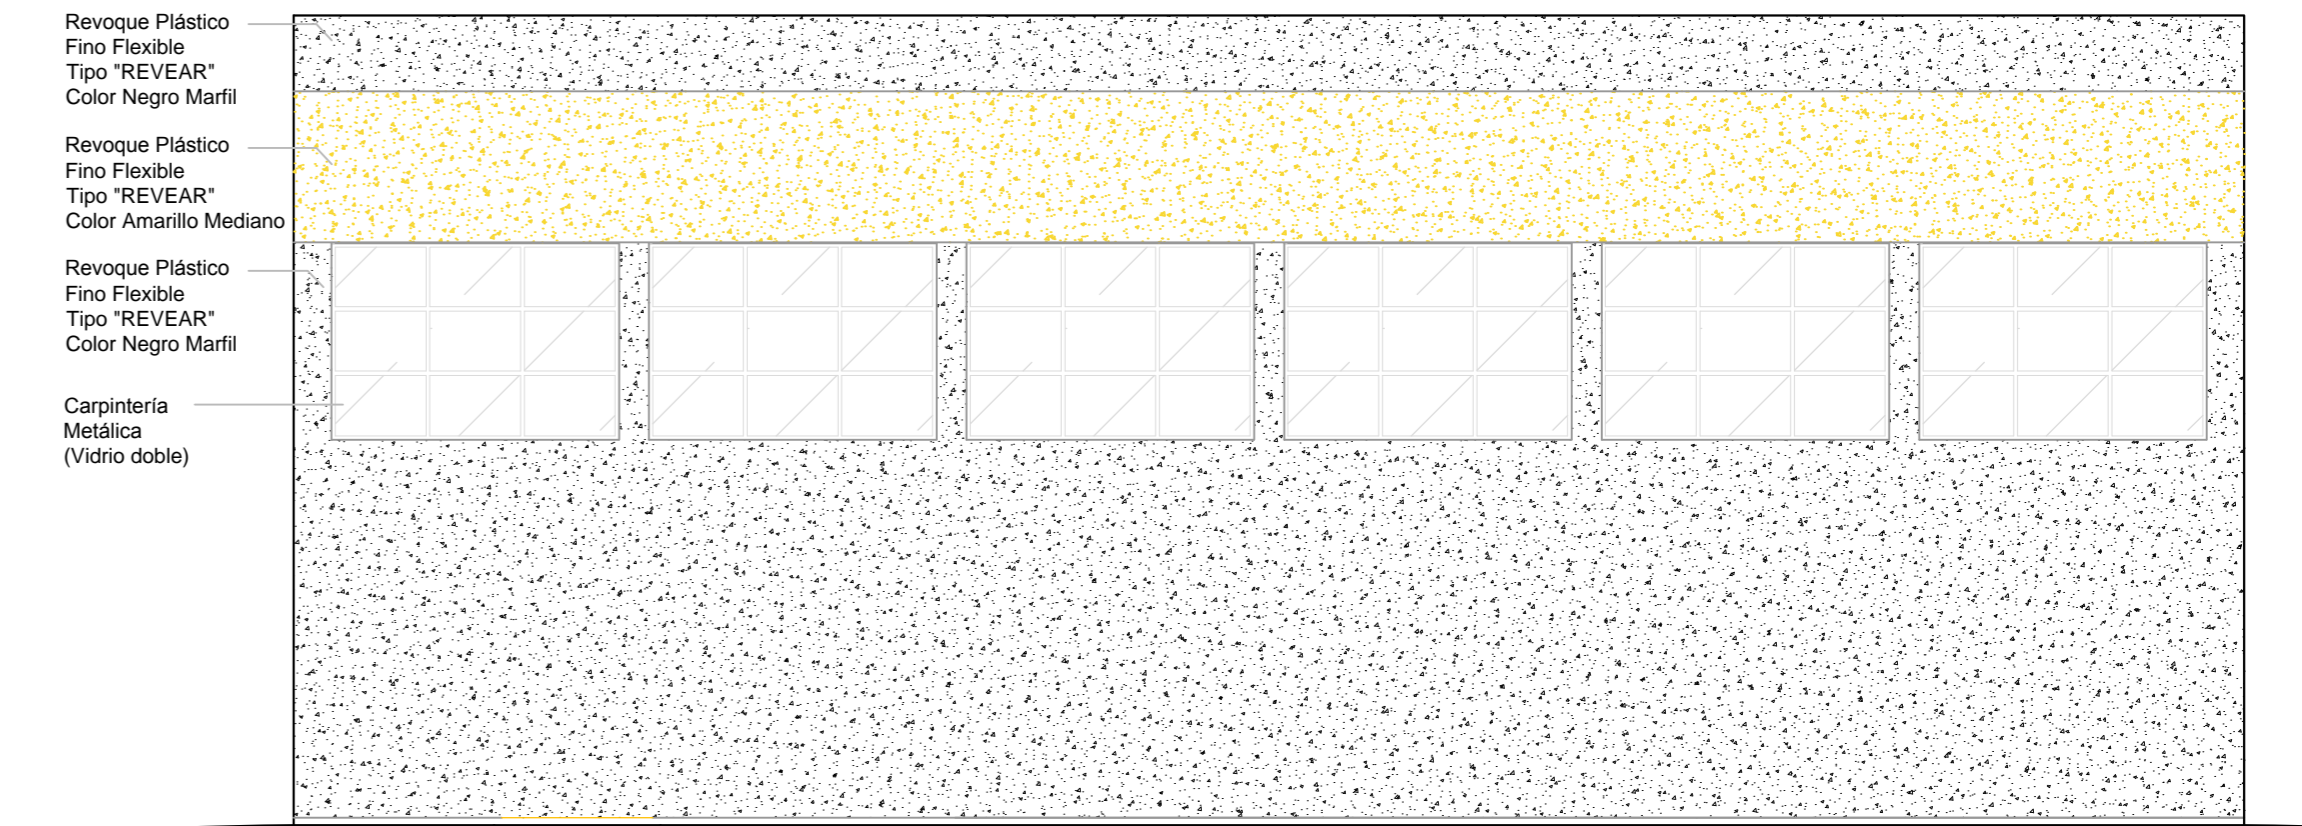 Revoque Plástico
Fino Flexible
Tipo "REVEAR"
Color Negro Marfil
Revoque Plástico
Fino Flexible
Tipo "REVEAR"
Color Amarillo Mediano
Revoque Plástico
Fino Flexible
Tipo "REVEAR"
Color Negro Marfil
Carpintería
Metálica
(Vidrio doble)